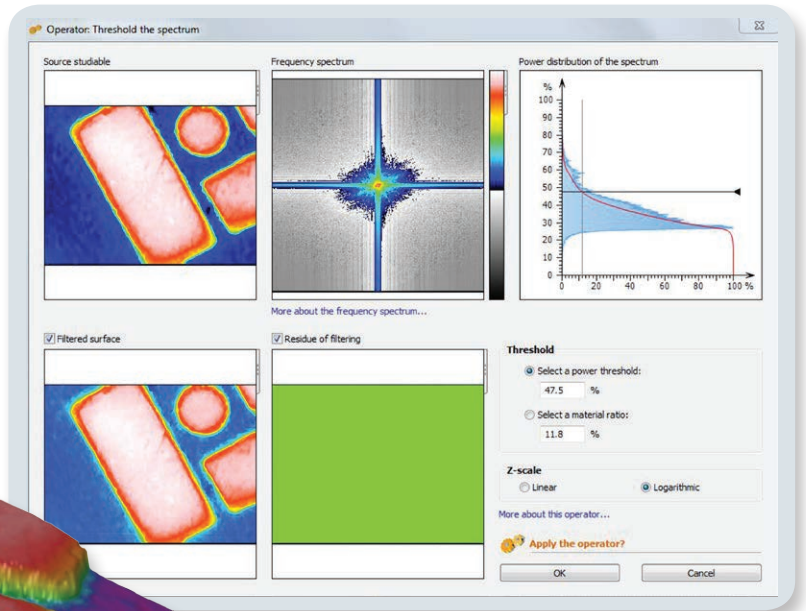 Operator: Threshold the spectrum
Source studiable
Frequency spectrum
Power distribution of the spectrum
%
100
90
80
70
60
50
40
30
20
10
0
0 20 40 60 80 100 %
More about the frequency spectrum...
Filtered surface
Residue of filtering
Threshold
Select a power threshold:
47.5 %
Select a material ratio:
11.8 %
Z-scale
Linear Logarithmic
More about this operator...
Apply the operator?
OK Cancel